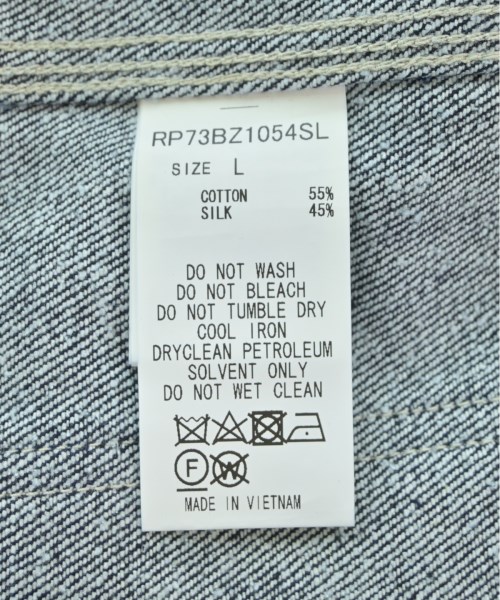 RP73BZ1054SL
SIZE L
COTTON 55%
SILK 45%
DO NOT WASH
DO NOT BLEACH
DO NOT TUMBLE DRY
COOL IRON
DRYCLEAN PETROLEUM
SOLVENT ONLY
DO NOT WET CLEAN
F W
MADE IN VIETNAM